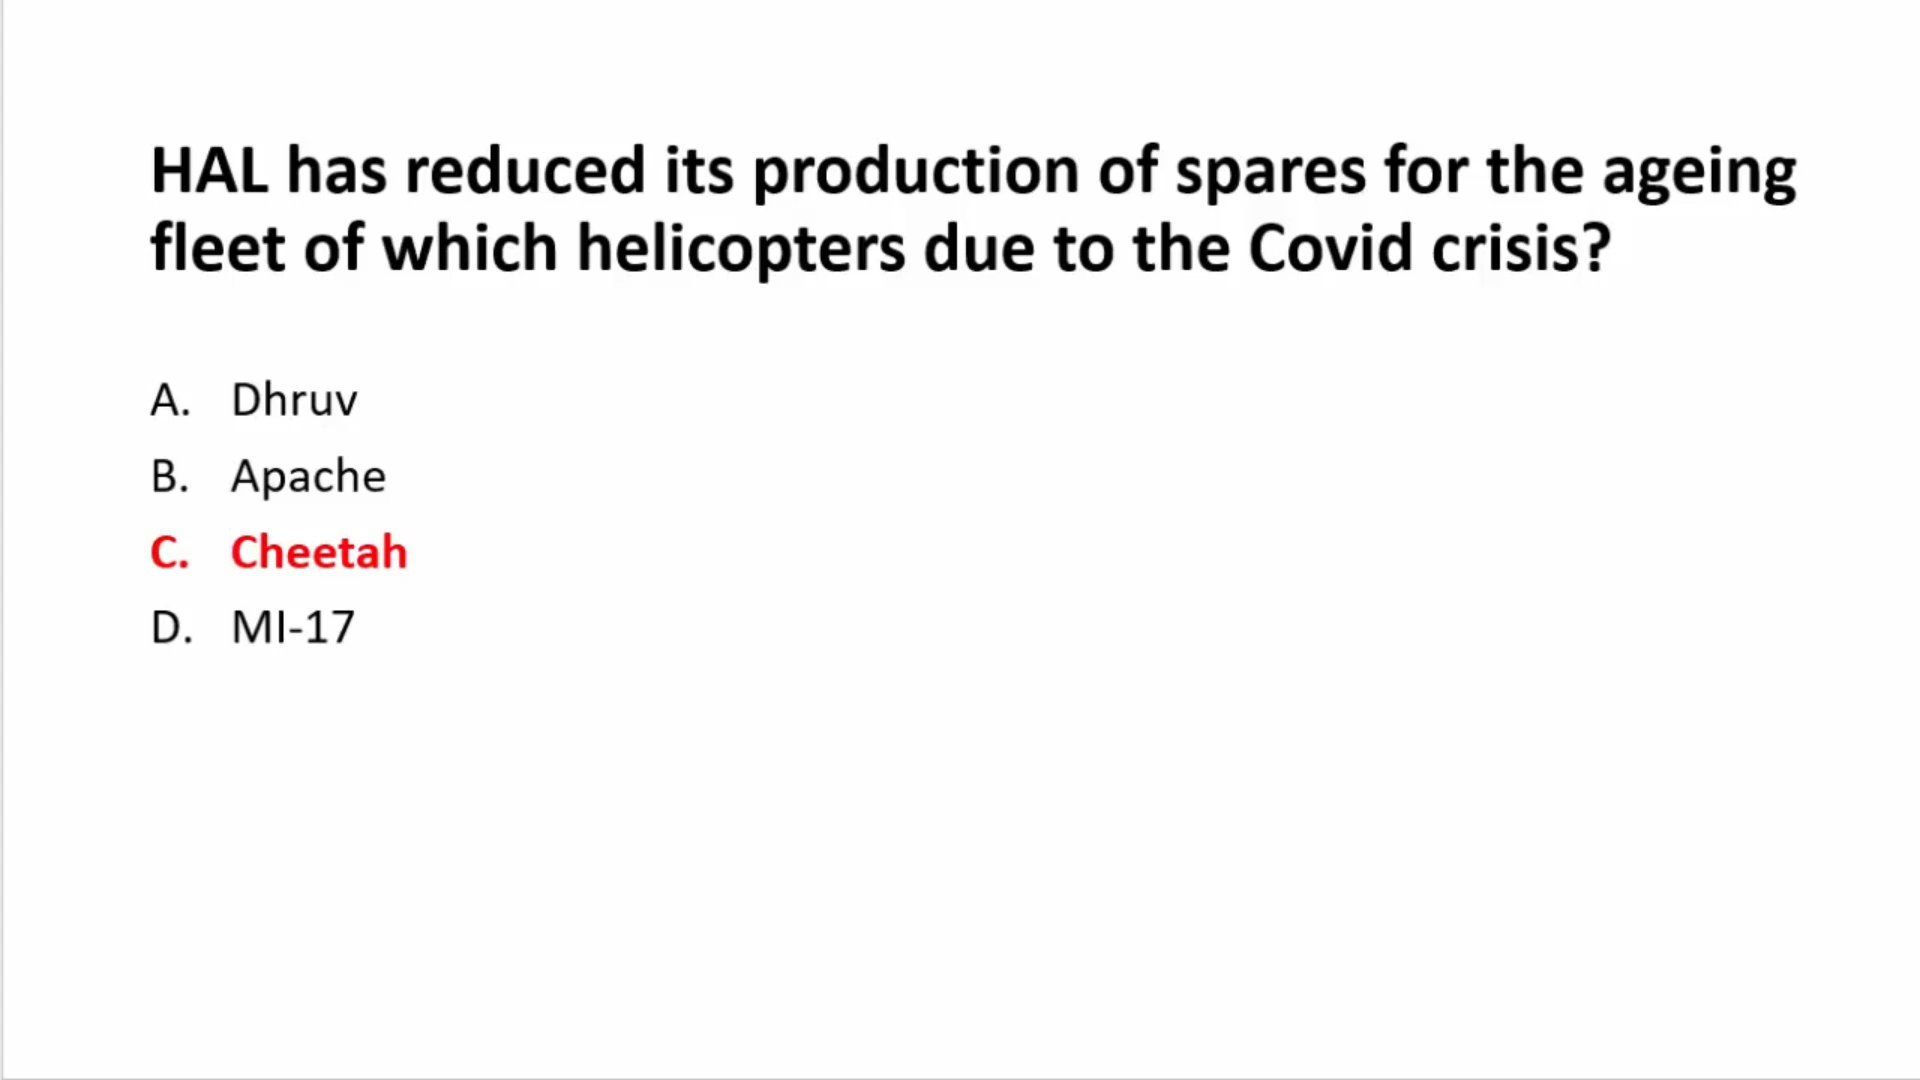 HAL has reduced its production of spares for the ageing
fleet of which helicopters due to the Covid crisis?
A. Dhruv
B. Apache
C. Cheetah
D. MI-17